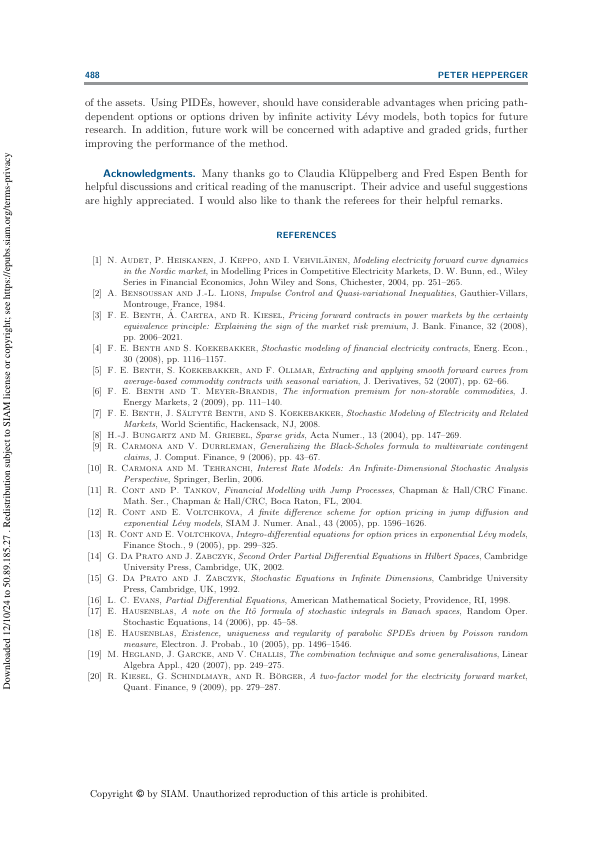 488 PETER HEPPERGER
of the assets. Using PIDEs, however, should have considerable advantages when pricing path-
dependent options or options driven by infinite activity Lévy models, both topics for future
research. In addition, future work will be concerned with adaptive and graded grids, further
improving the performance of the method.
Acknowledgments. Many thanks go to Claudia Klüppelberg and Fred Espen Benth for
helpful discussions and critical reading of the manuscript. Their advice and useful suggestions
are highly appreciated. I would also like to thank the referees for their helpful remarks.
REFERENCES
[1] N. Audet, P. Heiskanen, J. Keppo, and I. Vehviläinen, Modeling electricity forward curve dynamics
in the Nordic market, in Modelling Prices in Competitive Electricity Markets, D. W. Bunn, ed., Wiley
Series in Financial Economics, John Wiley and Sons, Chichester, 2004, pp. 251–265.
[2] A. Bensoussan and J.-L. Lions, Impulse Control and Quasi-variational Inequalities, Gauthier-Villars,
Montrouge, France, 1984.
[3] F. E. Benth, Á. Cartea, and R. Kiesel, Pricing forward contracts in power markets by the certainty
equivalence principle: Explaining the sign of the market risk premium, J. Bank. Finance, 32 (2008),
pp. 2006–2021.
[4] F. E. Benth and S. Koekebakker, Stochastic modeling of financial electricity contracts, Energ. Econ.,
30 (2008), pp. 1116–1157.
[5] F. E. Benth, S. Koekebakker, and F. Ollmar, Extracting and applying smooth forward curves from
average-based commodity contracts with seasonal variation, J. Derivatives, 52 (2007), pp. 62–66.
[6] F. E. Benth and T. Meyer-Brandis, The information premium for non-storable commodities, J.
Energy Markets, 2 (2009), pp. 111–140.
[7] F. E. Benth, J. Šaltytė Benth, and S. Koekebakker, Stochastic Modeling of Electricity and Related
Markets, World Scientific, Hackensack, NJ, 2008.
[8] H.-J. Bungartz and M. Griebel, Sparse grids, Acta Numer., 13 (2004), pp. 147–269.
[9] R. Carmona and V. Durrleman, Generalizing the Black-Scholes formula to multivariate contingent
claims, J. Comput. Finance, 9 (2006), pp. 43–67.
[10] R. Carmona and M. Tehranchi, Interest Rate Models: An Infinite-Dimensional Stochastic Analysis
Perspective, Springer, Berlin, 2006.
[11] R. Cont and P. Tankov, Financial Modelling with Jump Processes, Chapman & Hall/CRC Financ.
Math. Ser., Chapman & Hall/CRC, Boca Raton, FL, 2004.
[12] R. Cont and E. Voltchkova, A finite difference scheme for option pricing in jump diffusion and
exponential Lévy models, SIAM J. Numer. Anal., 43 (2005), pp. 1596–1626.
[13] R. Cont and E. Voltchkova, Integro-differential equations for option prices in exponential Lévy models,
Finance Stoch., 9 (2005), pp. 299–325.
[14] G. Da Prato and J. Zabczyk, Second Order Partial Differential Equations in Hilbert Spaces, Cambridge
University Press, Cambridge, UK, 2002.
[15] G. Da Prato and J. Zabczyk, Stochastic Equations in Infinite Dimensions, Cambridge University
Press, Cambridge, UK, 1992.
[16] L. C. Evans, Partial Differential Equations, American Mathematical Society, Providence, RI, 1998.
[17] E. Hausenblas, A note on the Itô formula of stochastic integrals in Banach spaces, Random Oper.
Stochastic Equations, 14 (2006), pp. 45–58.
[18] E. Hausenblas, Existence, uniqueness and regularity of parabolic SPDEs driven by Poisson random
measure, Electron. J. Probab., 10 (2005), pp. 1496–1546.
[19] M. Hegland, J. Garcke, and V. Challis, The combination technique and some generalisations, Linear
Algebra Appl., 420 (2007), pp. 249–275.
[20] R. Kiesel, G. Schindlmayr, and R. Börger, A two-factor model for the electricity forward market,
Quant. Finance, 9 (2009), pp. 279–287.
Copyright © by SIAM. Unauthorized reproduction of this article is prohibited.
Downloaded 12/10/24 to 50.89.185.27 . Redistribution subject to SIAM license or copyright; see https://epubs.siam.org/terms-privacy